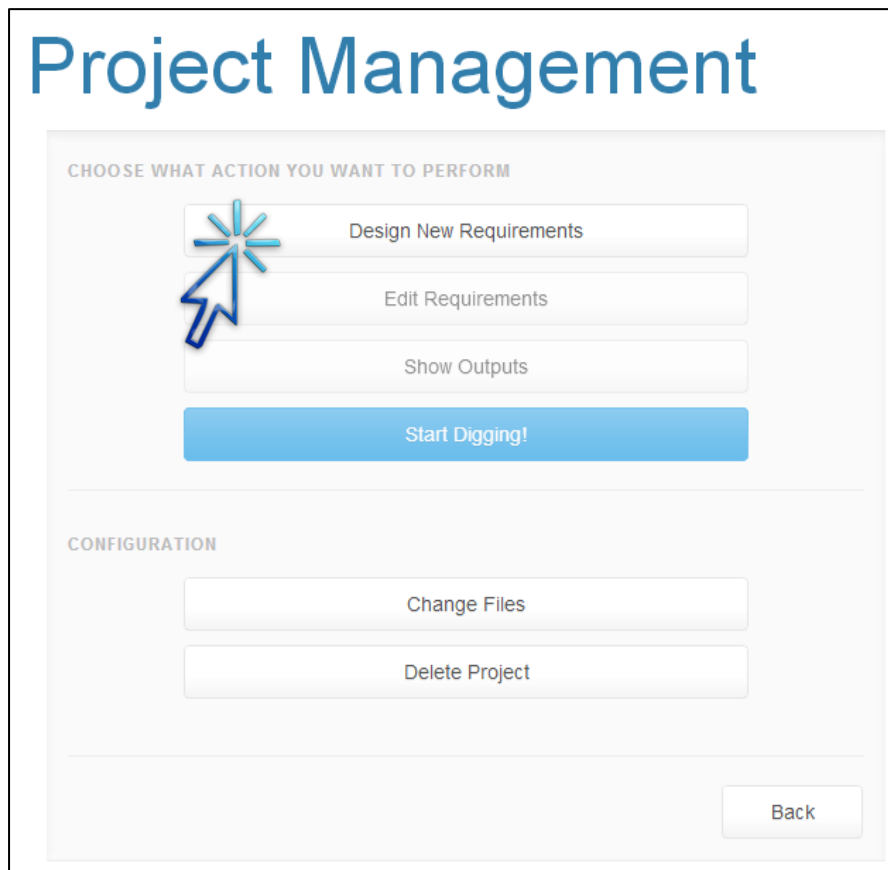 Project Management
CHOOSE WHAT ACTION YOU WANT TO PERFORM
Design New Requirements
Edit Requirements
Show Outputs
Start Digging!
CONFIGURATION
Change Files
Delete Project
Back